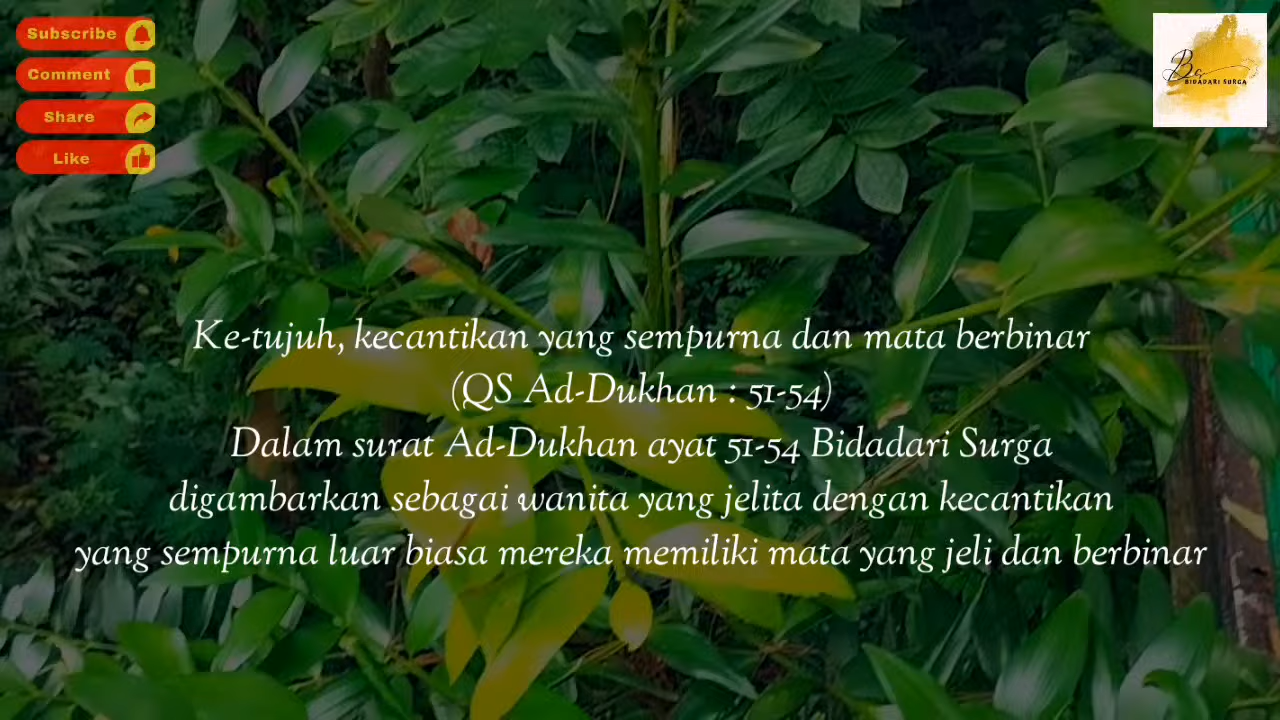 Subscribe
Comment
Share
Like
BIDADARI SURGA
Ke-tujuh, kecantikan yang sempurna dan mata berbinar
(QS Ad-Dukhan : 51-54)
Dalam surat Ad-Dukhan ayat 51-54 Bidadari Surga
digambarkan sebagai wanita yang jelita dengan kecantikan
yang sempurna luar biasa mereka memiliki mata yang jeli dan berbinar